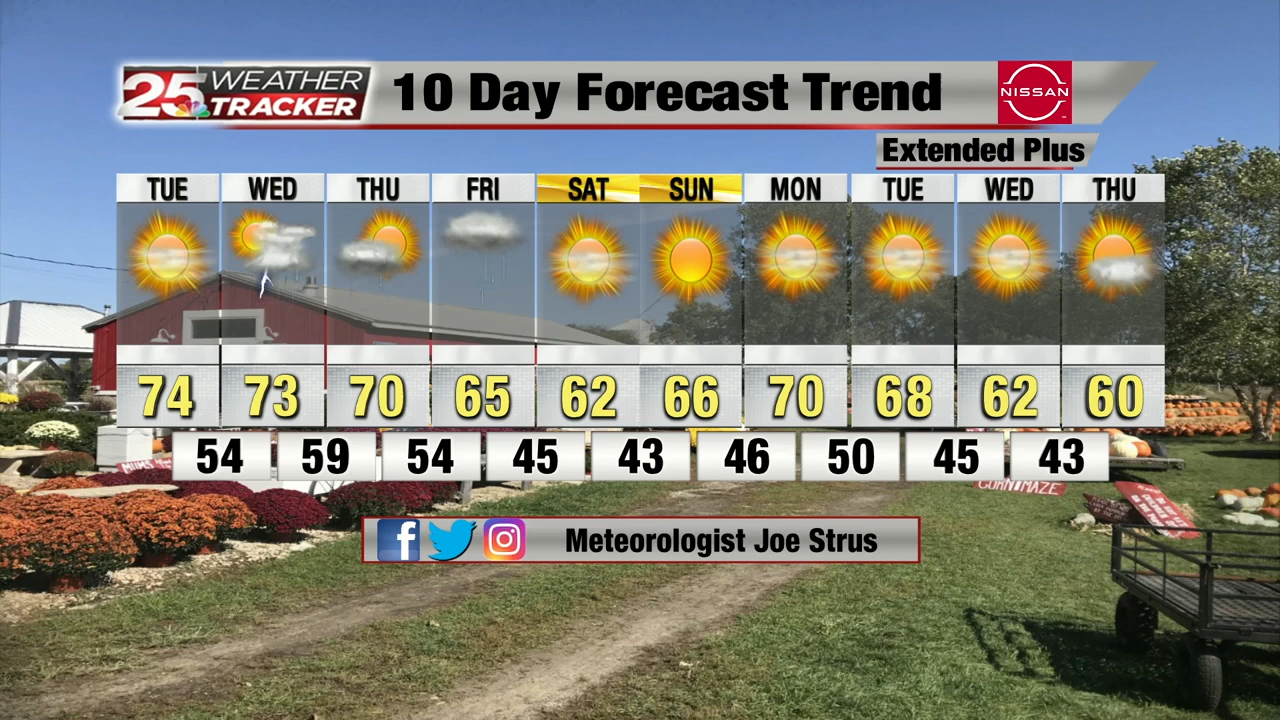 25 WEATHER TRACKER
10 Day Forecast Trend
NISSAN
Extended Plus
TUE WED THU FRI SAT SUN MON TUE WED THU
74 73 70 65 62 66 70 68 62 60
54 59 54 45 43 46 50 45 43
MUMS
CORN MAZE
f
Meteorologist Joe Strus